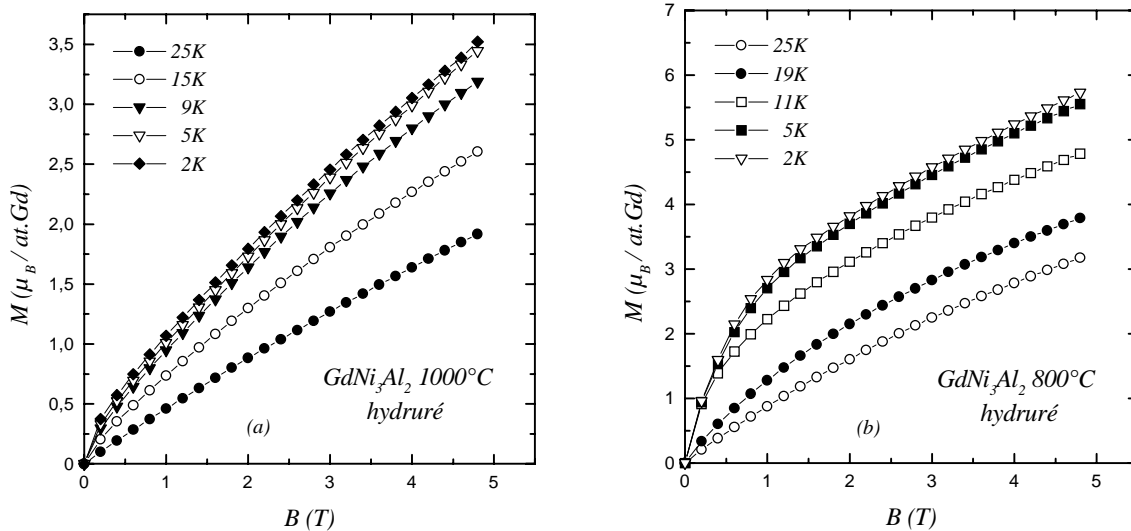 3,5
3,0
2,5
2,0
1,5
1,0
0,5
0
M (μB / at.Gd)
25K
15K
9K
5K
2K
GdNi3Al2 1000°C
hydruré
(a)
0 1 2 3 4 5
B (T)
7
6
5
4
3
2
1
0
M (μB / at.Gd)
25K
19K
11K
5K
2K
GdNi3Al2 800°C
hydruré
(b)
0 1 2 3 4 5
B (T)